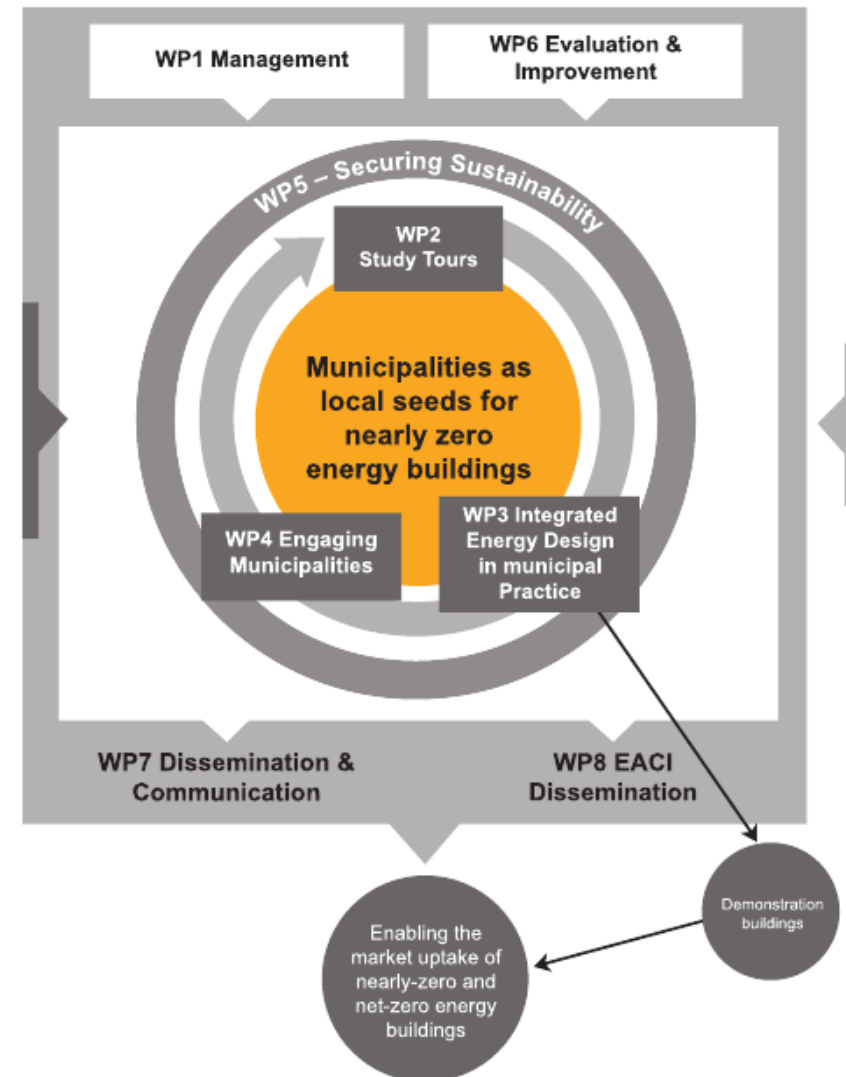 WP1 Management
WP6 Evaluation &
Improvement
WP5 – Securing Sustainability
WP2
Study Tours
Municipalities as
local seeds for
nearly zero
energy buildings
WP4 Engaging
Municipalities
WP3 Integrated
Energy Design
in municipal
Practice
WP7 Dissemination &
Communication
WP8 EACI
Dissemination
Demonstration
buildings
Enabling the
market uptake of
nearly-zero and
net-zero energy
buildings